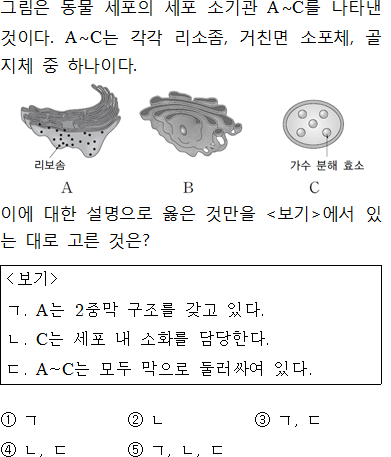 그림은 동물 세포의 세포 소기관 A~C를 나타낸
것이다. A~C는 각각 리소좀, 거친면 소포체, 골
지체 중 하나이다.
리보솜
가수 분해 효소
A
B
C
이에 대한 설명으로 옳은 것만을 <보기>에서 있
는 대로 고른 것은?
<보기>
ㄱ. A는 2중막 구조를 갖고 있다.
ㄴ. C는 세포 내 소화를 담당한다.
ㄷ. A~C는 모두 막으로 둘러싸여 있다.
① ㄱ ② ㄴ ③ ㄱ, ㄷ
④ ㄴ, ㄷ ⑤ ㄱ, ㄴ, ㄷ